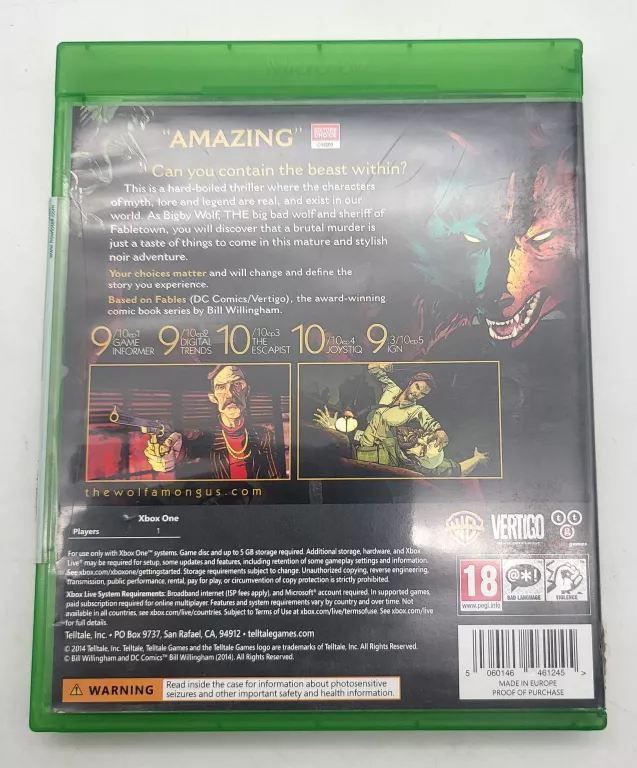 "AMAZING"
Can you contain the beast within?
This is a hard-boiled thriller where the characters
of myth, lore and legend are real, and exist in our
world. As Bigby Wolf, THE big bad wolf and sheriff of
Fabletown, you will discover that a brutal murder is
just a taste of things to come in this mature and stylish
noir adventure.
Your choices matter and will change and define the
story you experience.
Based on Fables (DC Comics/Vertigo), the award-winning
comic book series by Bill Willingham.
9/10ep1 GAME INFORMER
9/10ep2 DIGITAL TRENDS
10/10ep3 THE ESCAPIST
10/10ep4 JOYSTIQ
9.3/10ep5 IGN
thewolfamongus.com
Xbox One
Players 1
For use only with Xbox One™ systems. Game disc and up to 5 GB storage required. Additional storage, hardware, and Xbox
Live® may be required for setup, some updates and features, including retention of some gameplay settings and information.
See xbox.com/xboxone/gettingstarted. Storage requirements subject to change. Unauthorized copying, reverse engineering,
transmission, public performance, rental, pay for play, or circumvention of copy protection is strictly prohibited.
Xbox Live System Requirements: Broadband internet (ISP fees apply), and Microsoft® account required. In supported games,
paid subscription required for online multiplayer. Features and system requirements vary by country and over time. Not
available in all countries, see xbox.com/live/countries. Subject to Terms of Use at xbox.com/live/termsofuse. See xbox.com/live
for full details.
Telltale, Inc. • PO Box 9737, San Rafael, CA, 94912 • telltalegames.com
© 2014 Telltale, Inc. Telltale, Telltale Games and the Telltale Games logo are trademarks of Telltale, Inc. All Rights Reserved.
© Bill Willingham and DC Comics™ Bill Willingham (2014). All Rights Reserved.
WB
VERTIGO
t t g
games
18
www.pegi.info
@*!
BAD LANGUAGE
VIOLENCE
5 060146 461245 >
MADE IN EUROPE
PROOF OF PURCHASE
WARNING
Read inside the case for information about photosensitive
seizures and other important safety and health information.